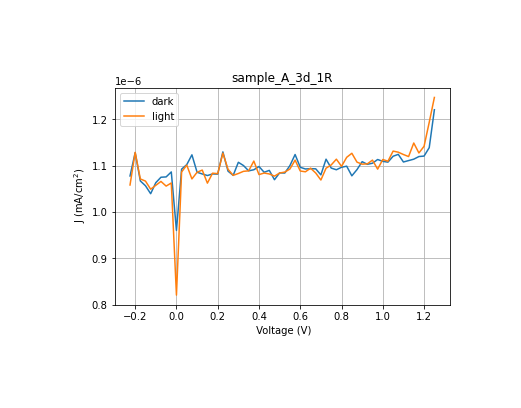 sample_A_3d_1R
1e−6
dark
light
1.2
1.1
1.0
0.9
0.8
J (mA/cm²)
−0.2 0.0 0.2 0.4 0.6 0.8 1.0 1.2
Voltage (V)